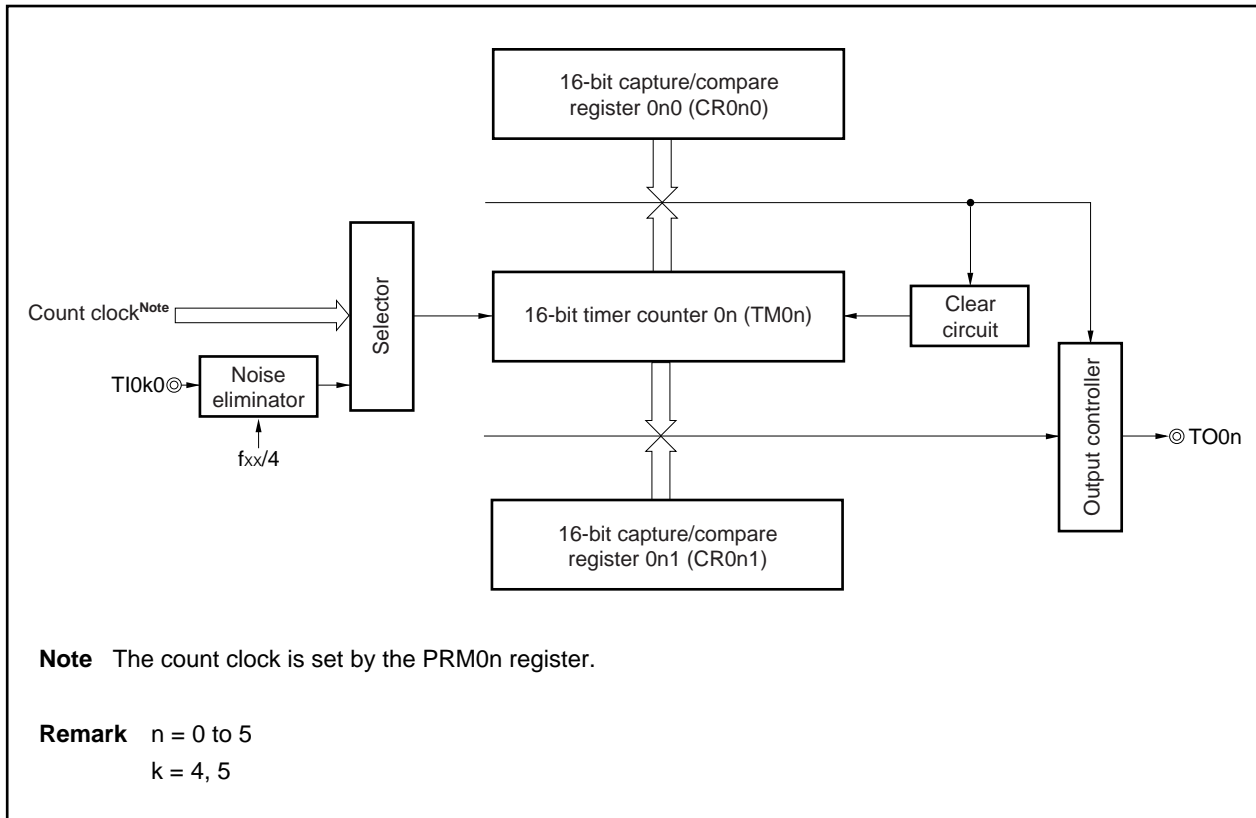 16-bit capture/compare
register 0n0 (CR0n0)
Selector
Count clockNote
16-bit timer counter 0n (TM0n)
Clear
circuit
TI0k0
Noise
eliminator
fxx/4
Output controller
TO0n
16-bit capture/compare
register 0n1 (CR0n1)
Note The count clock is set by the PRM0n register.
Remark n = 0 to 5
k = 4, 5